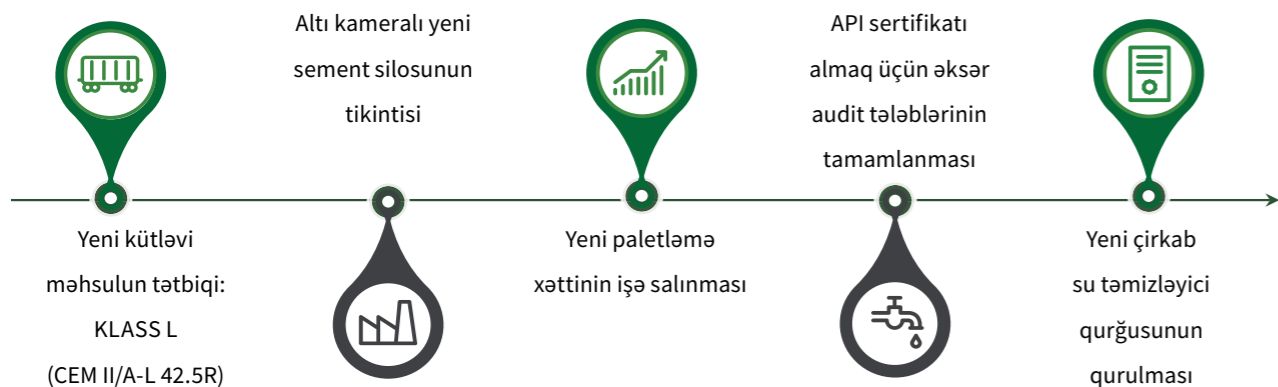 Yeni kütləvi
məhsulun tətbiqi:
KLASS L
(CEM II/A-L 42.5R)
Altı kameralı yeni
sement silosunun
tikintisi
Yeni paletləmə
xəttinin işə salınması
API sertifikatı
almaq üçün əksər
audit tələblərinin
tamamlanması
Yeni çirkab
su təmizləyici
qurğusunun
qurulması